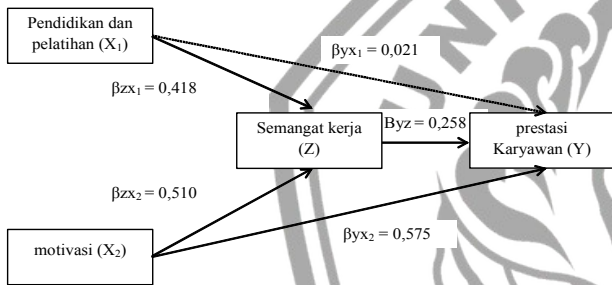 Pendidikan dan
pelatihan (X₁)
βyx₁ = 0,021
βzx₁ = 0,418
Semangat kerja
(Z)
Byz = 0,258
prestasi
Karyawan (Y)
βzx₂ = 0,510
βyx₂ = 0,575
motivasi (X₂)